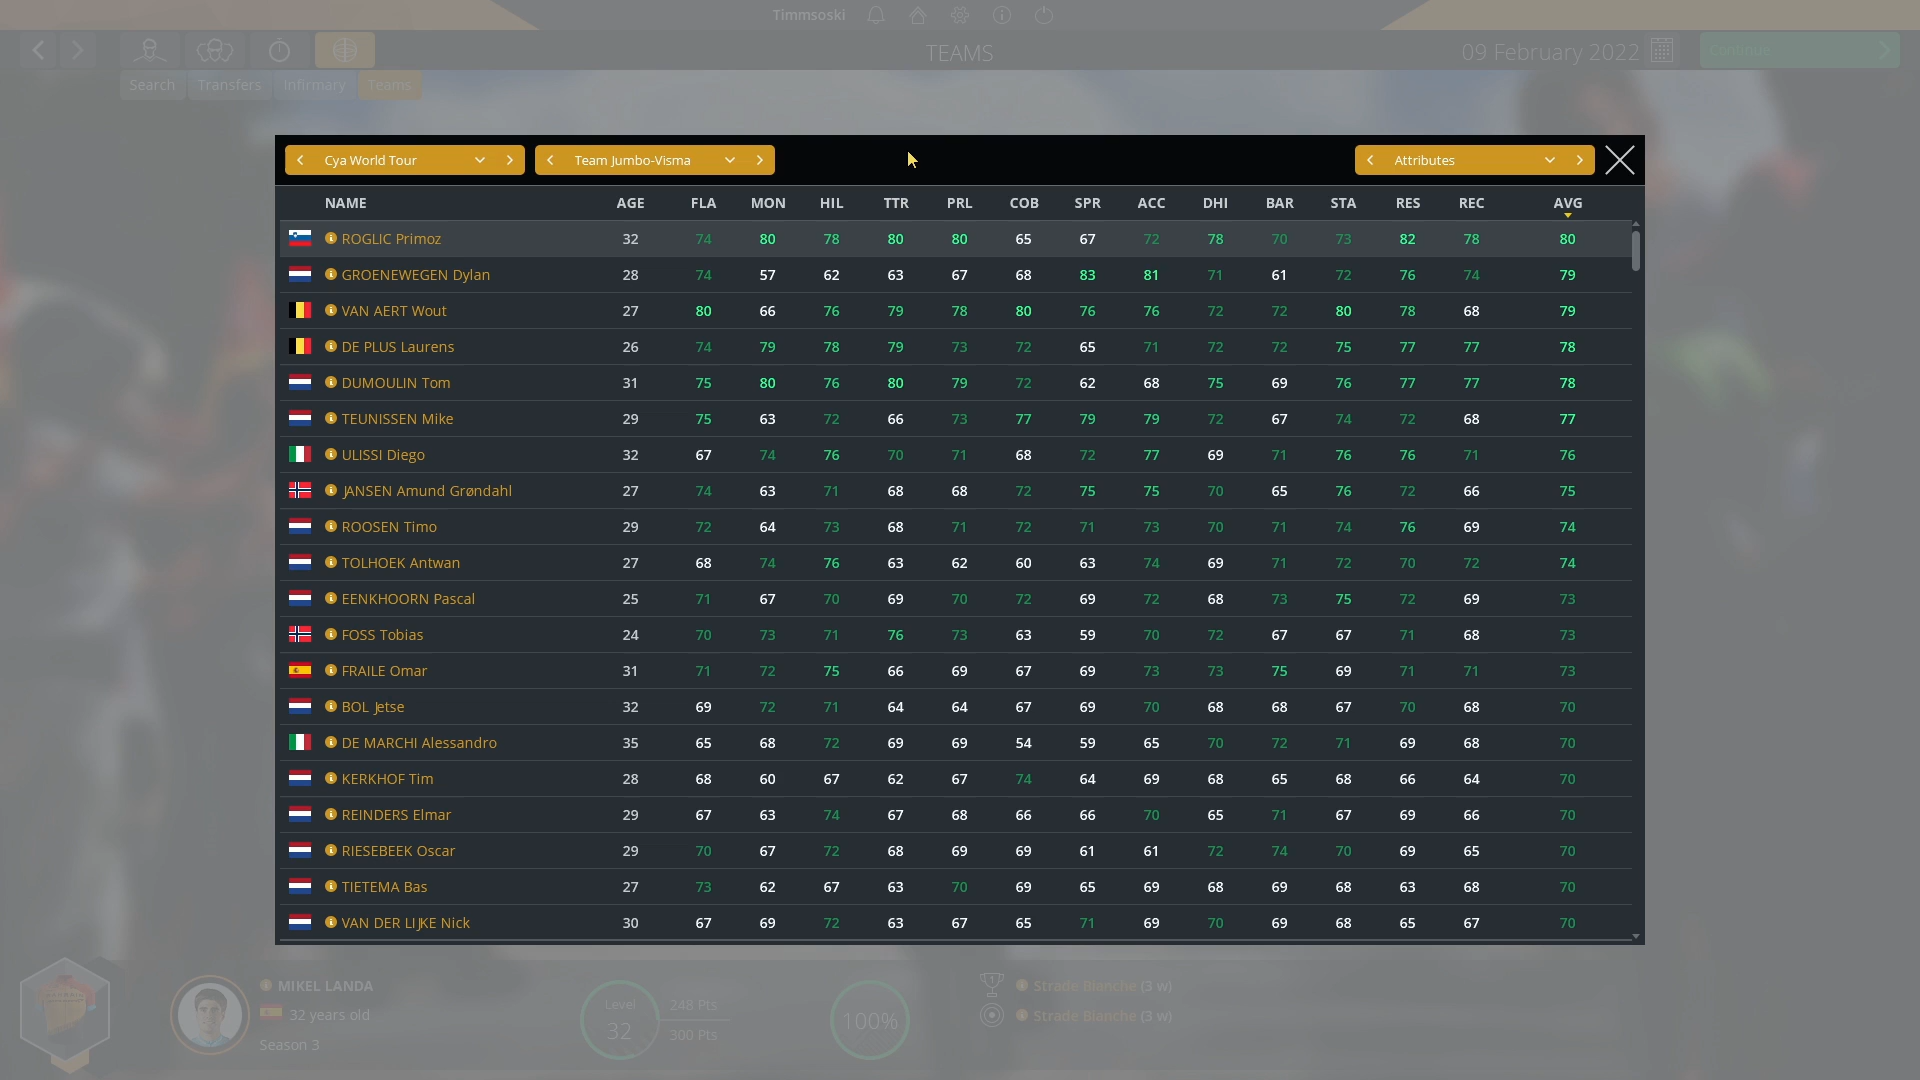 Timmsoski
TEAMS
09 February 2022
Continue
Search Transfers Infirmary Teams
Cya World Tour Team Jumbo-Visma Attributes
NAME AGE FLA MON HIL TTR PRL COB SPR ACC DHI BAR STA RES REC AVG
ROGLIC Primoz 32 74 80 78 80 80 65 67 72 78 70 73 82 78 80
GROENEWEGEN Dylan 28 74 57 62 63 67 68 83 81 71 61 72 76 74 79
VAN AERT Wout 27 80 66 76 79 78 80 76 76 72 72 80 78 68 79
DE PLUS Laurens 26 74 79 78 79 73 72 65 71 72 72 75 77 77 78
DUMOULIN Tom 31 75 80 76 80 79 72 62 68 75 69 76 77 77 78
TEUNISSEN Mike 29 75 63 72 66 73 77 79 79 72 67 74 72 68 77
ULISSI Diego 32 67 74 76 70 71 68 72 77 69 71 76 76 71 76
JANSEN Amund Grøndahl 27 74 63 71 68 68 72 75 75 70 65 76 72 66 75
ROOSEN Timo 29 72 64 73 68 71 72 71 73 70 71 74 76 69 74
TOLHOEK Antwan 27 68 74 76 63 62 60 63 74 69 71 72 70 72 74
EENKHOORN Pascal 25 71 67 70 69 70 72 69 72 68 73 75 72 69 73
FOSS Tobias 24 70 73 71 76 73 63 59 70 72 67 67 71 68 73
FRAILE Omar 31 71 72 75 66 69 67 69 73 73 75 69 71 71 73
BOL Jetse 32 69 72 71 64 64 67 69 70 68 68 67 70 68 70
DE MARCHI Alessandro 35 65 68 72 69 69 54 59 65 70 72 71 69 68 70
KERKHOF Tim 28 68 60 67 62 67 74 64 69 68 65 68 66 64 70
REINDERS Elmar 29 67 63 74 67 68 66 66 70 65 71 67 69 66 70
RIESEBEEK Oscar 29 70 67 72 68 69 69 61 61 72 74 70 69 65 70
TIETEMA Bas 27 73 62 67 63 70 69 65 69 68 69 68 63 68 70
VAN DER LIJKE Nick 30 67 69 72 63 67 65 71 69 70 69 68 65 67 70
MIKEL LANDA
32 years old
Season 3
Level
32
248 Pts
300 Pts
100%
Strade Bianche (3 w)
Strade Bianche (3 w)